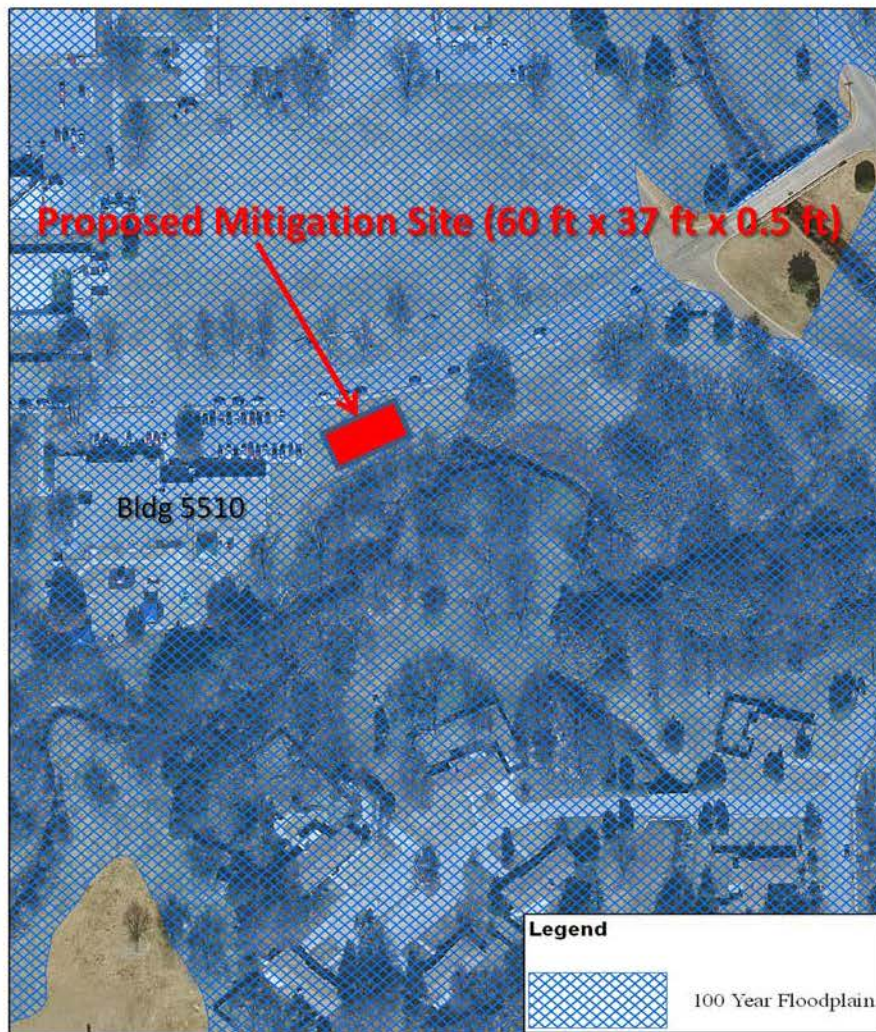 Proposed Mitigation Site (60 ft x 37 ft x 0.5 ft)
Bldg 5510
Legend
100 Year Floodplain